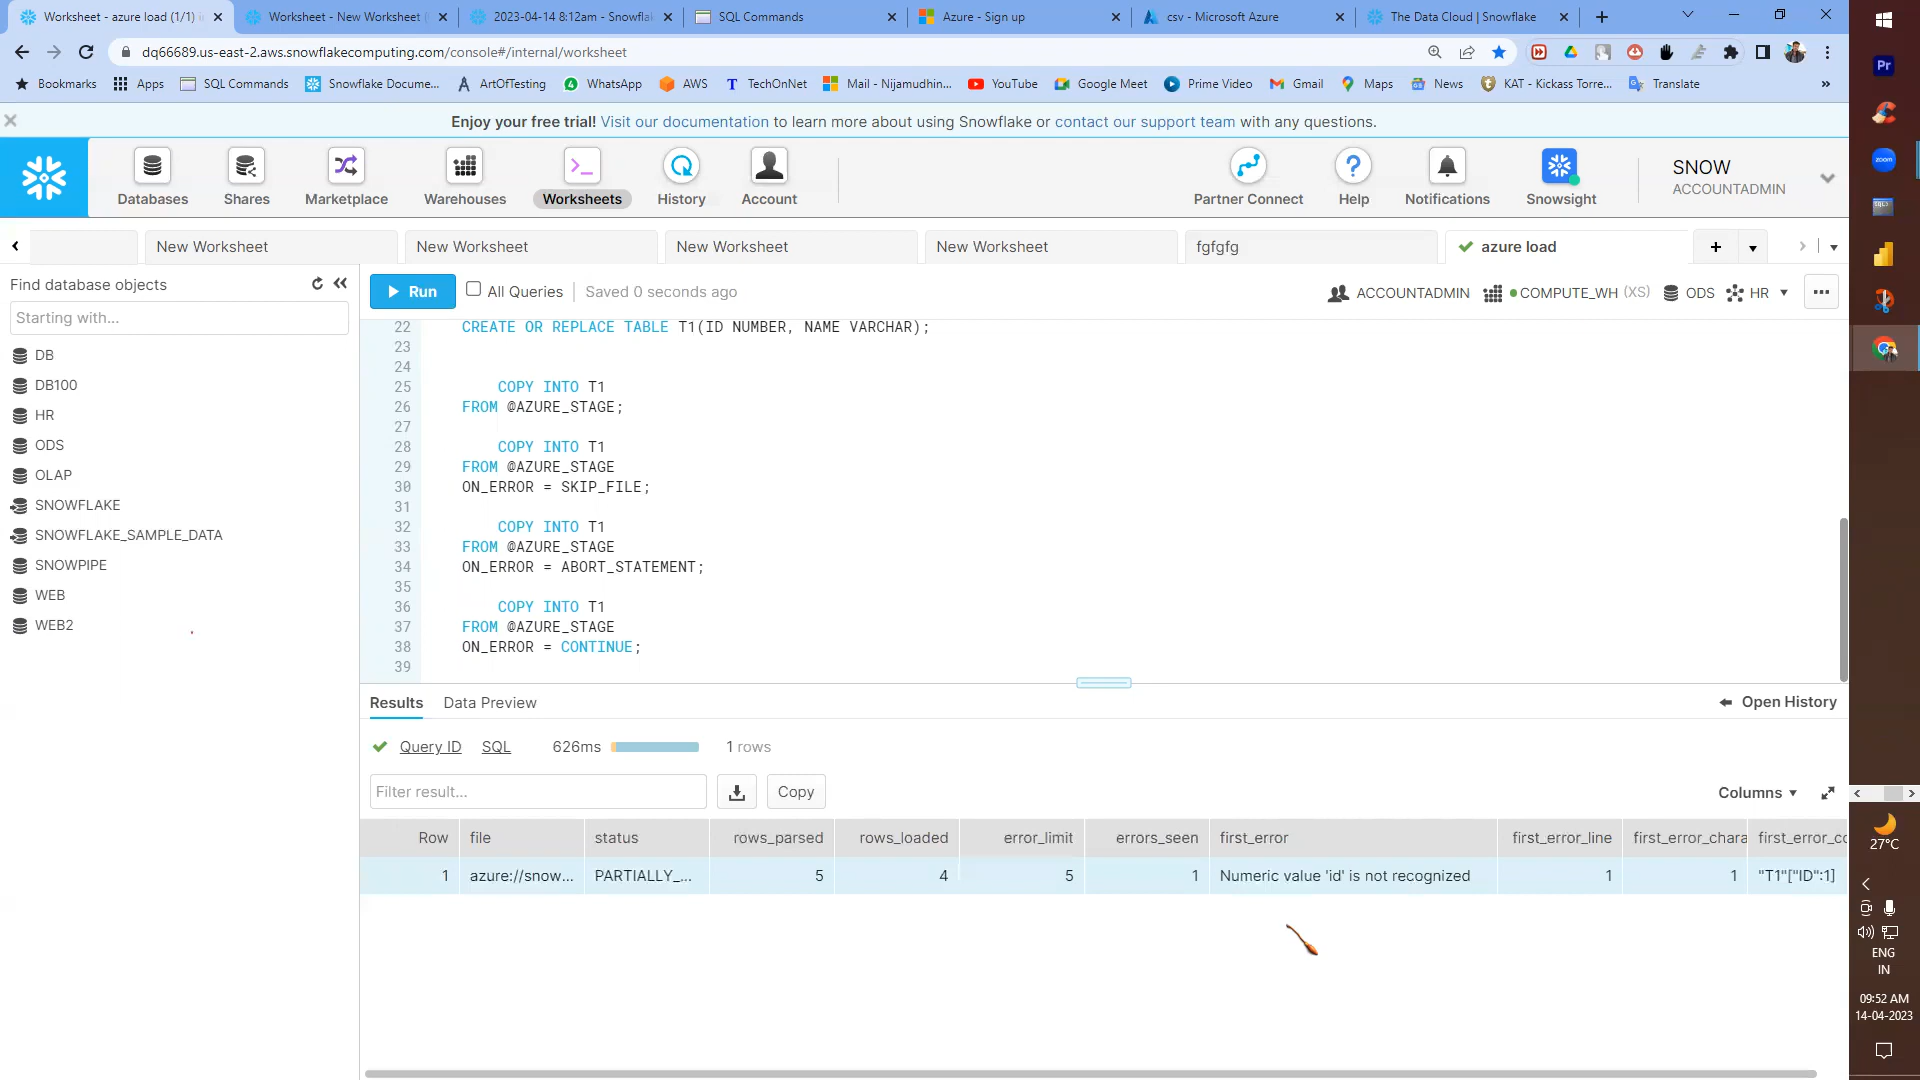 Worksheet - azure load (1/1) i
Worksheet - New Worksheet (
2023-04-14 8:12am - Snowfla
SQL Commands
Azure - Sign up
csv - Microsoft Azure
The Data Cloud | Snowflake
dq66689.us-east-2.aws.snowflakecomputing.com/console#/internal/worksheet
Bookmarks
Apps
SQL Commands
Snowflake Docume...
ArtOfTesting
WhatsApp
AWS
TechOnNet
Mail - Nijamudhin...
YouTube
Google Meet
Prime Video
Gmail
Maps
News
KAT - Kickass Torre...
Translate
Enjoy your free trial! Visit our documentation to learn more about using Snowflake or contact our support team with any questions.
Databases
Shares
Marketplace
Warehouses
Worksheets
History
Account
Partner Connect
Help
Notifications
Snowsight
SNOW
ACCOUNTADMIN
New Worksheet
New Worksheet
New Worksheet
New Worksheet
fgfgfg
azure load
Find database objects
Starting with...
DB
DB100
HR
ODS
OLAP
SNOWFLAKE
SNOWFLAKE_SAMPLE_DATA
SNOWPIPE
WEB
WEB2
Run
All Queries
Saved 0 seconds ago
ACCOUNTADMIN
COMPUTE_WH (XS)
ODS
HR
22 CREATE OR REPLACE TABLE T1(ID NUMBER, NAME VARCHAR);
23
24
25 COPY INTO T1
26 FROM @AZURE_STAGE;
27
28 COPY INTO T1
29 FROM @AZURE_STAGE
30 ON_ERROR = SKIP_FILE;
31
32 COPY INTO T1
33 FROM @AZURE_STAGE
34 ON_ERROR = ABORT_STATEMENT;
35
36 COPY INTO T1
37 FROM @AZURE_STAGE
38 ON_ERROR = CONTINUE;
39
Results
Data Preview
Open History
Query ID
SQL
626ms
1 rows
Filter result...
Copy
Columns
Row file status rows_parsed rows_loaded error_limit errors_seen first_error first_error_line first_error_chara first_error_co
1 azure://snow... PARTIALLY_... 5 4 5 1 Numeric value 'id' is not recognized 1 1 "T1"["ID":1]
Pr
zoom
SQL
27°C
ENG
IN
09:52 AM
14-04-2023